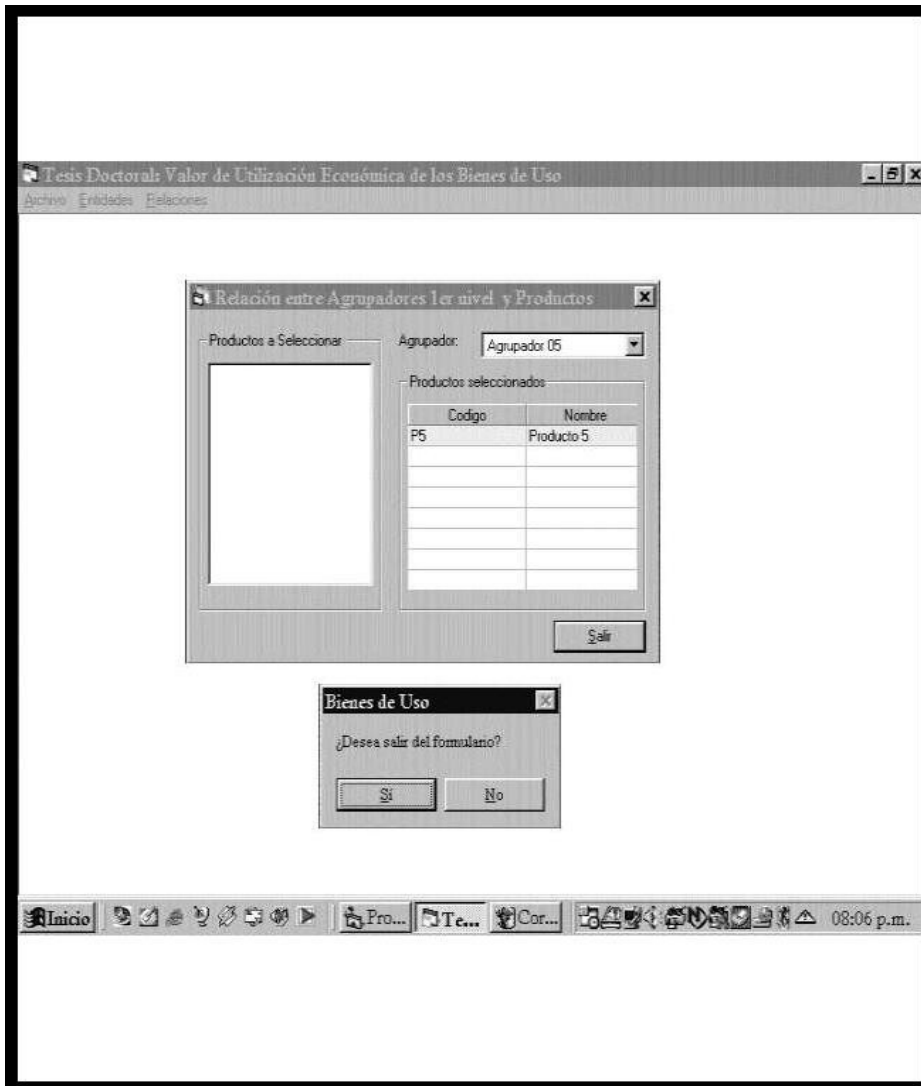 Tesis Doctoral: Valor de Utilización Económica de los Bienes de Uso
Archivo Entidades Relaciones
Relación entre Agrupadores 1er nivel y Productos
Productos a Seleccionar
Agrupador: Agrupador 05
Productos seleccionados
Codigo Nombre
P5 Producto 5
Salir
Bienes de Uso
¿Desea salir del formulario?
Sí No
Inicio Pro... Te... Cor... 08:06 p.m.